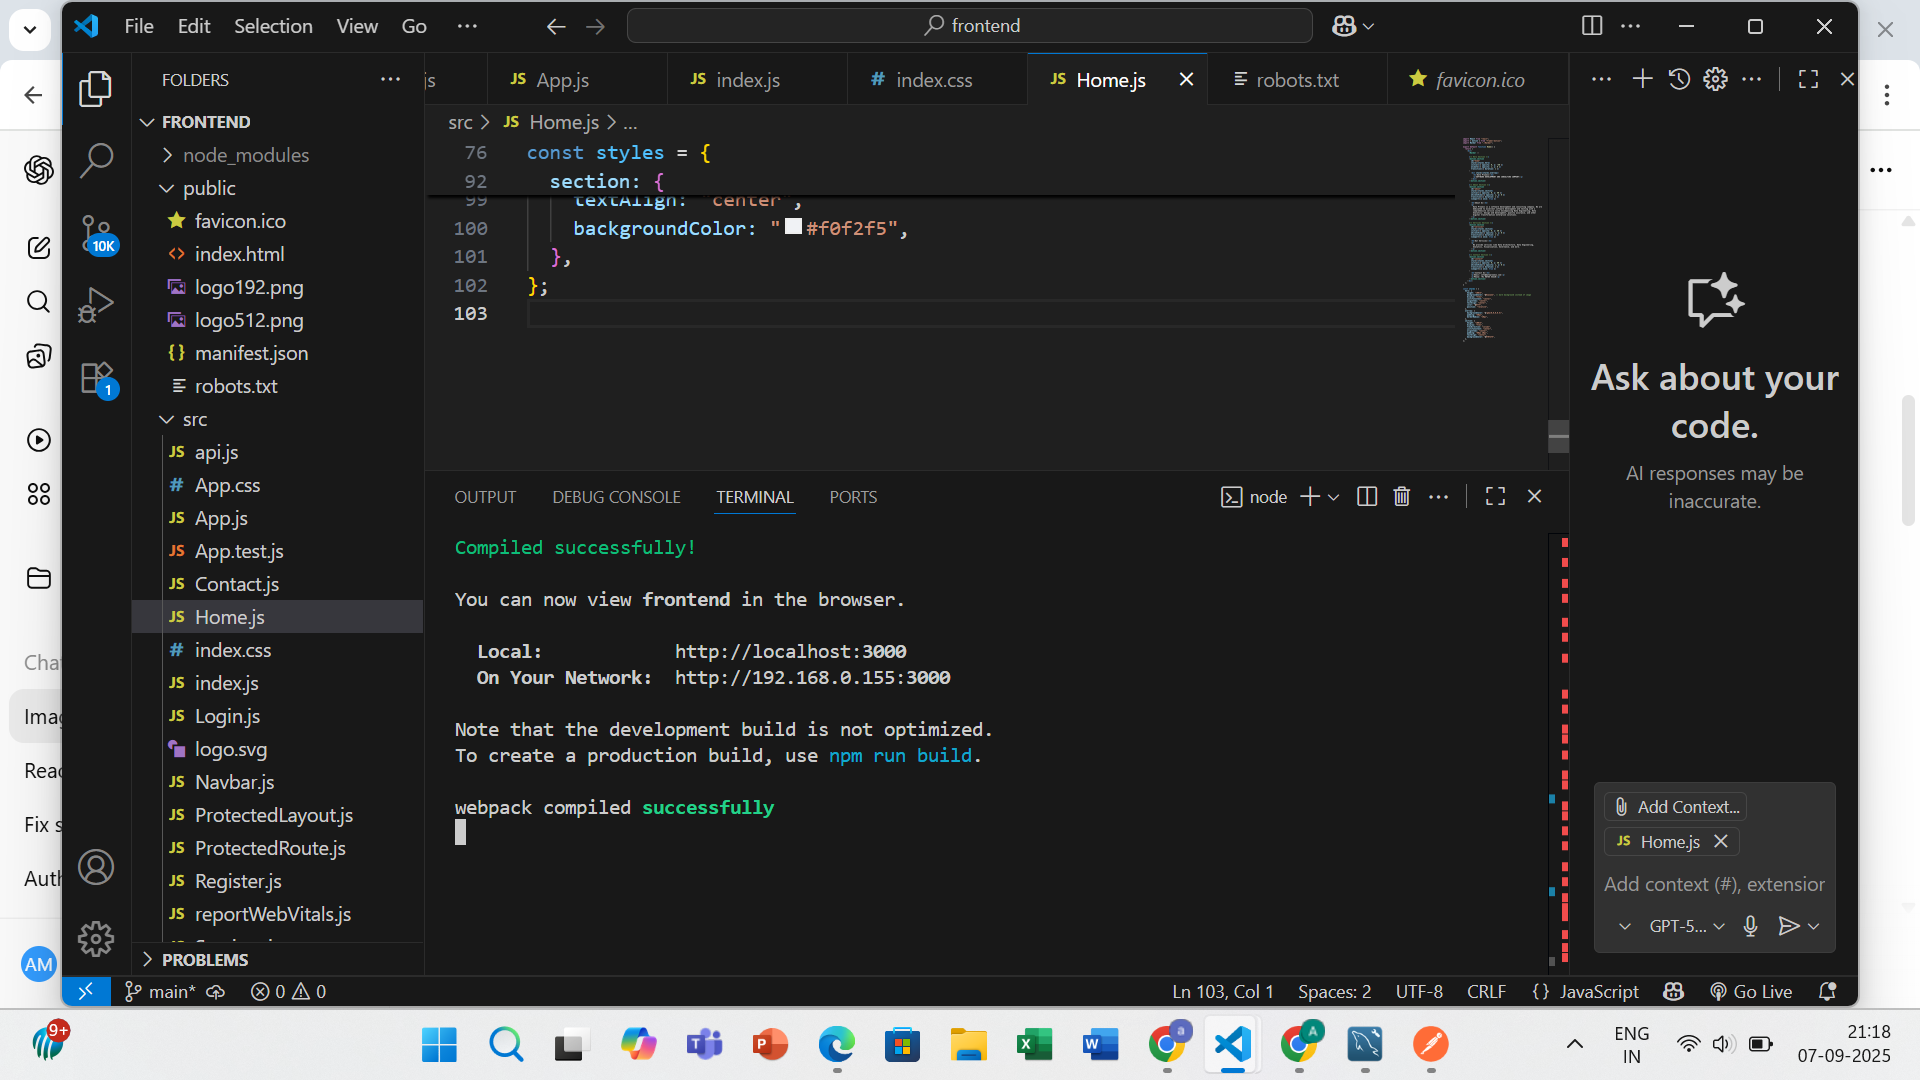 File Edit Selection View Go
frontend
FOLDERS
FRONTEND
node_modules
public
favicon.ico
index.html
logo192.png
logo512.png
manifest.json
robots.txt
src
api.js
App.css
App.js
App.test.js
Contact.js
Home.js
index.css
index.js
Login.js
logo.svg
Navbar.js
ProtectedLayout.js
ProtectedRoute.js
Register.js
reportWebVitals.js
PROBLEMS
10K
1
js
JS App.js
JS index.js
# index.css
JS Home.js
robots.txt
favicon.ico
src > JS Home.js > ...
76 const styles = {
92 section: {
99 textAlign: "center",
100 backgroundColor: "#f0f2f5",
101 },
102 };
103
OUTPUT DEBUG CONSOLE TERMINAL PORTS
node
Compiled successfully!
You can now view frontend in the browser.
Local: http://localhost:3000
On Your Network: http://192.168.0.155:3000
Note that the development build is not optimized.
To create a production build, use npm run build.
webpack compiled successfully
Ask about your
code.
AI responses may be
inaccurate.
Add Context...
JS Home.js
Add context (#), extension
GPT-5...
main* 0 0
Ln 103, Col 1 Spaces: 2 UTF-8 CRLF {} JavaScript Go Live
Cha
Imag
Read
Fix s
Auth
AM
9+
ENG
IN
21:18
07-09-2025